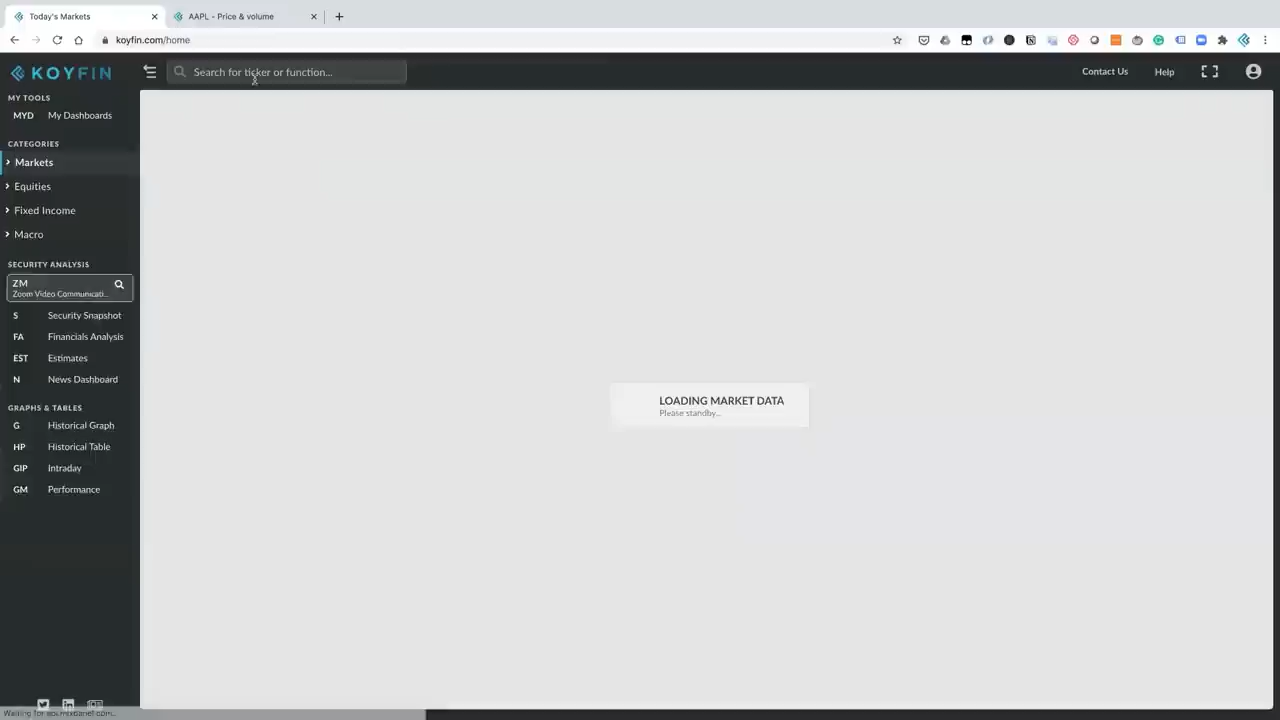 Today's Markets
AAPL - Price & volume
koyfin.com/home
KOYFIN
Search for ticker or function...
Contact Us
Help
MY TOOLS
MYD My Dashboards
CATEGORIES
Markets
Equities
Fixed Income
Macro
SECURITY ANALYSIS
ZM
Zoom Video Communicati...
S Security Snapshot
FA Financials Analysis
EST Estimates
N News Dashboard
GRAPHS & TABLES
G Historical Graph
HP Historical Table
GIP Intraday
GM Performance
LOADING MARKET DATA
Please standby...
Waiting for